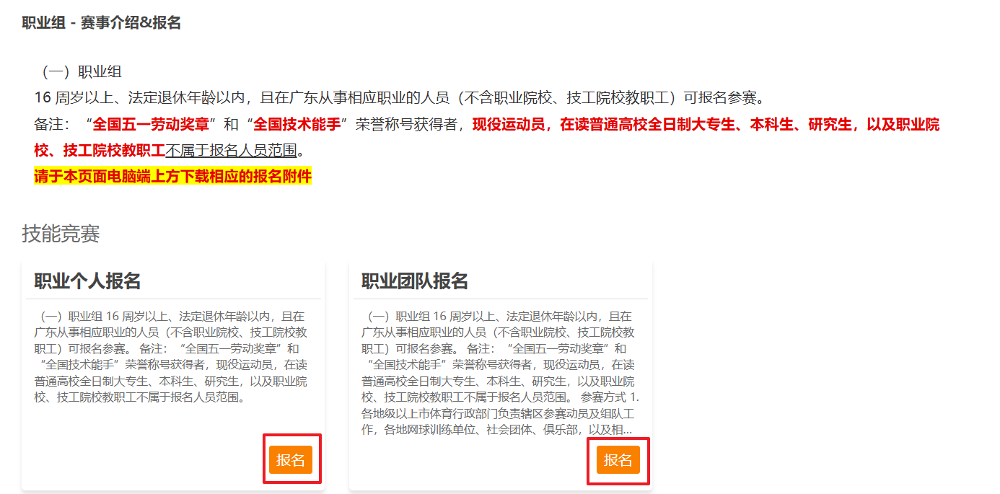 职业组 - 赛事介绍&报名
（一）职业组
16 周岁以上、法定退休年龄以内，且在广东从事相应职业的人员（不含职业院校、技工院校教职工）可报名参赛。
备注：“全国五一劳动奖章”和“全国技术能手”荣誉称号获得者，现役运动员，在读普通高校全日制大专生、本科生、研究生，以及职业院
校、技工院校教职工不属于报名人员范围。
请于本页面电脑端上方下载相应的报名附件
技能竞赛
职业个人报名
（一）职业组 16 周岁以上、法定退休年龄以内，且在
广东从事相应职业的人员（不含职业院校、技工院校教
职工）可报名参赛。 备注：“全国五一劳动奖章”和
“全国技术能手”荣誉称号获得者，现役运动员，在读
普通高校全日制大专生、本科生、研究生，以及职业院
校、技工院校教职工不属于报名人员范围。
报名
职业团队报名
（一）职业组 16 周岁以上、法定退休年龄以内，且在
广东从事相应职业的人员（不含职业院校、技工院校教
职工）可报名参赛。 备注：“全国五一劳动奖章”和
“全国技术能手”荣誉称号获得者，现役运动员，在读
普通高校全日制大专生、本科生、研究生，以及职业院
校、技工院校教职工不属于报名人员范围。 参赛方式 1.
各地级以上市体育行政部门负责辖区参赛动员及组队工
作，各地网球训练单位、社会团体、俱乐部，以及相...
报名